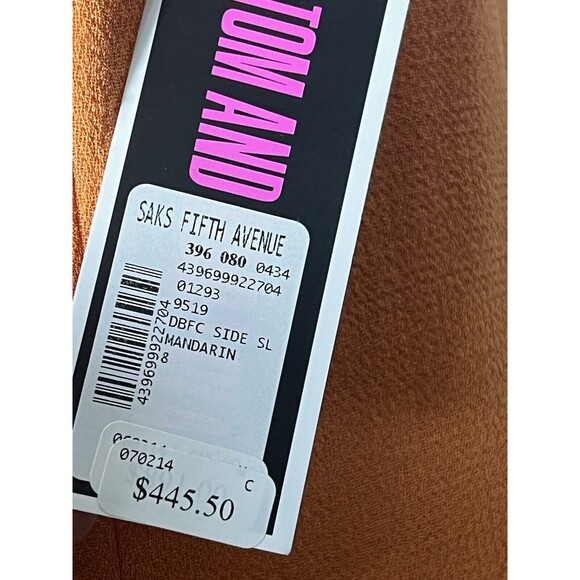 TOM AND
SAKS FIFTH AVENUE
396 080 0434
439699922704
01293
9519
DBFC SIDE SL
MANDARIN
8
439699922704
070214
C
$445.50